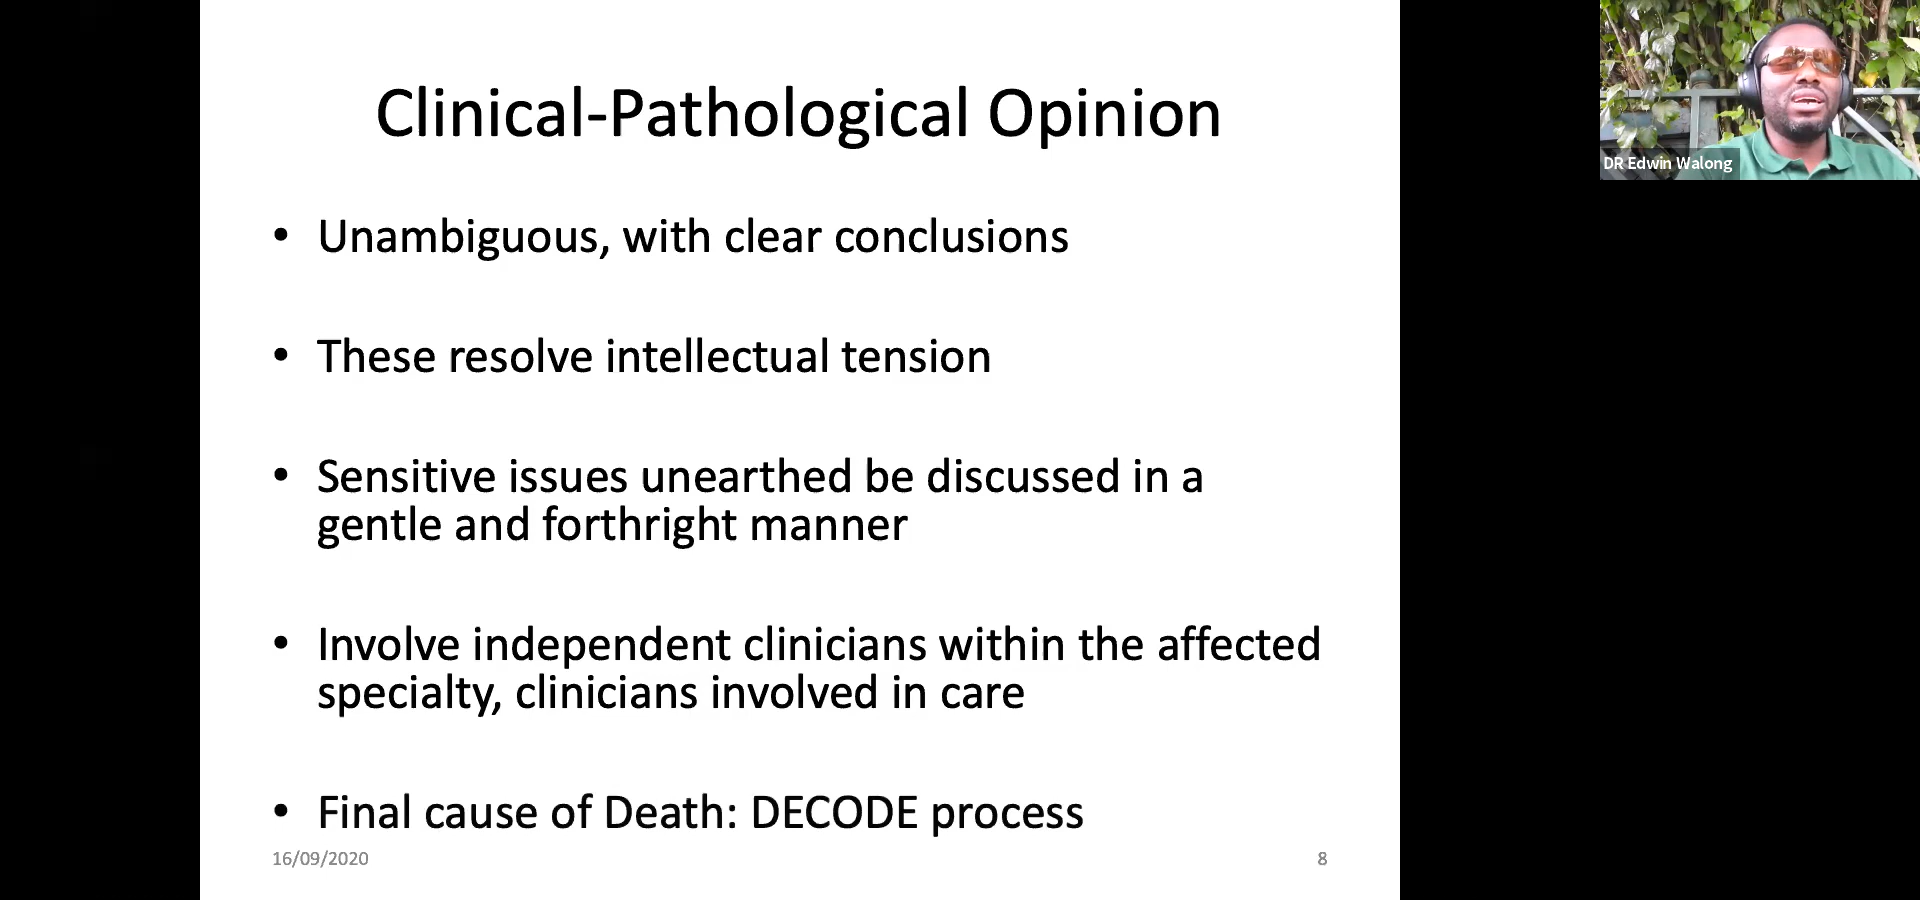 Clinical-Pathological Opinion
DR Edwin Walong
• Unambiguous, with clear conclusions
• These resolve intellectual tension
• Sensitive issues unearthed be discussed in a
gentle and forthright manner
• Involve independent clinicians within the affected
specialty, clinicians involved in care
• Final cause of Death: DECODE process
16/09/2020
8